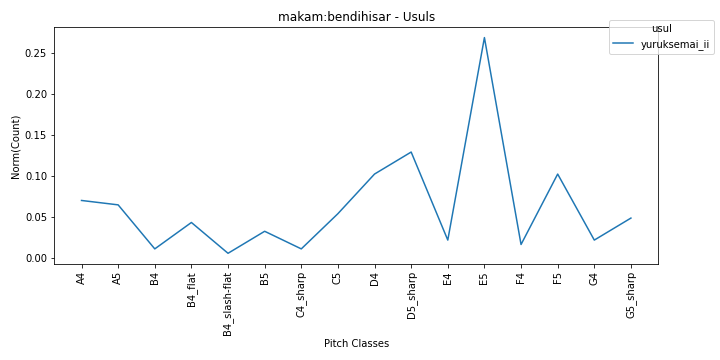 makam:bendihisar - Usuls
usul
yuruksemai_ii
Norm(Count)
0.25
0.20
0.15
0.10
0.05
0.00
A4
A5
B4
B4_flat
B4_slash-flat
B5
C4_sharp
C5
D4
D5_sharp
E4
E5
F4
F5
G4
G5_sharp
Pitch Classes